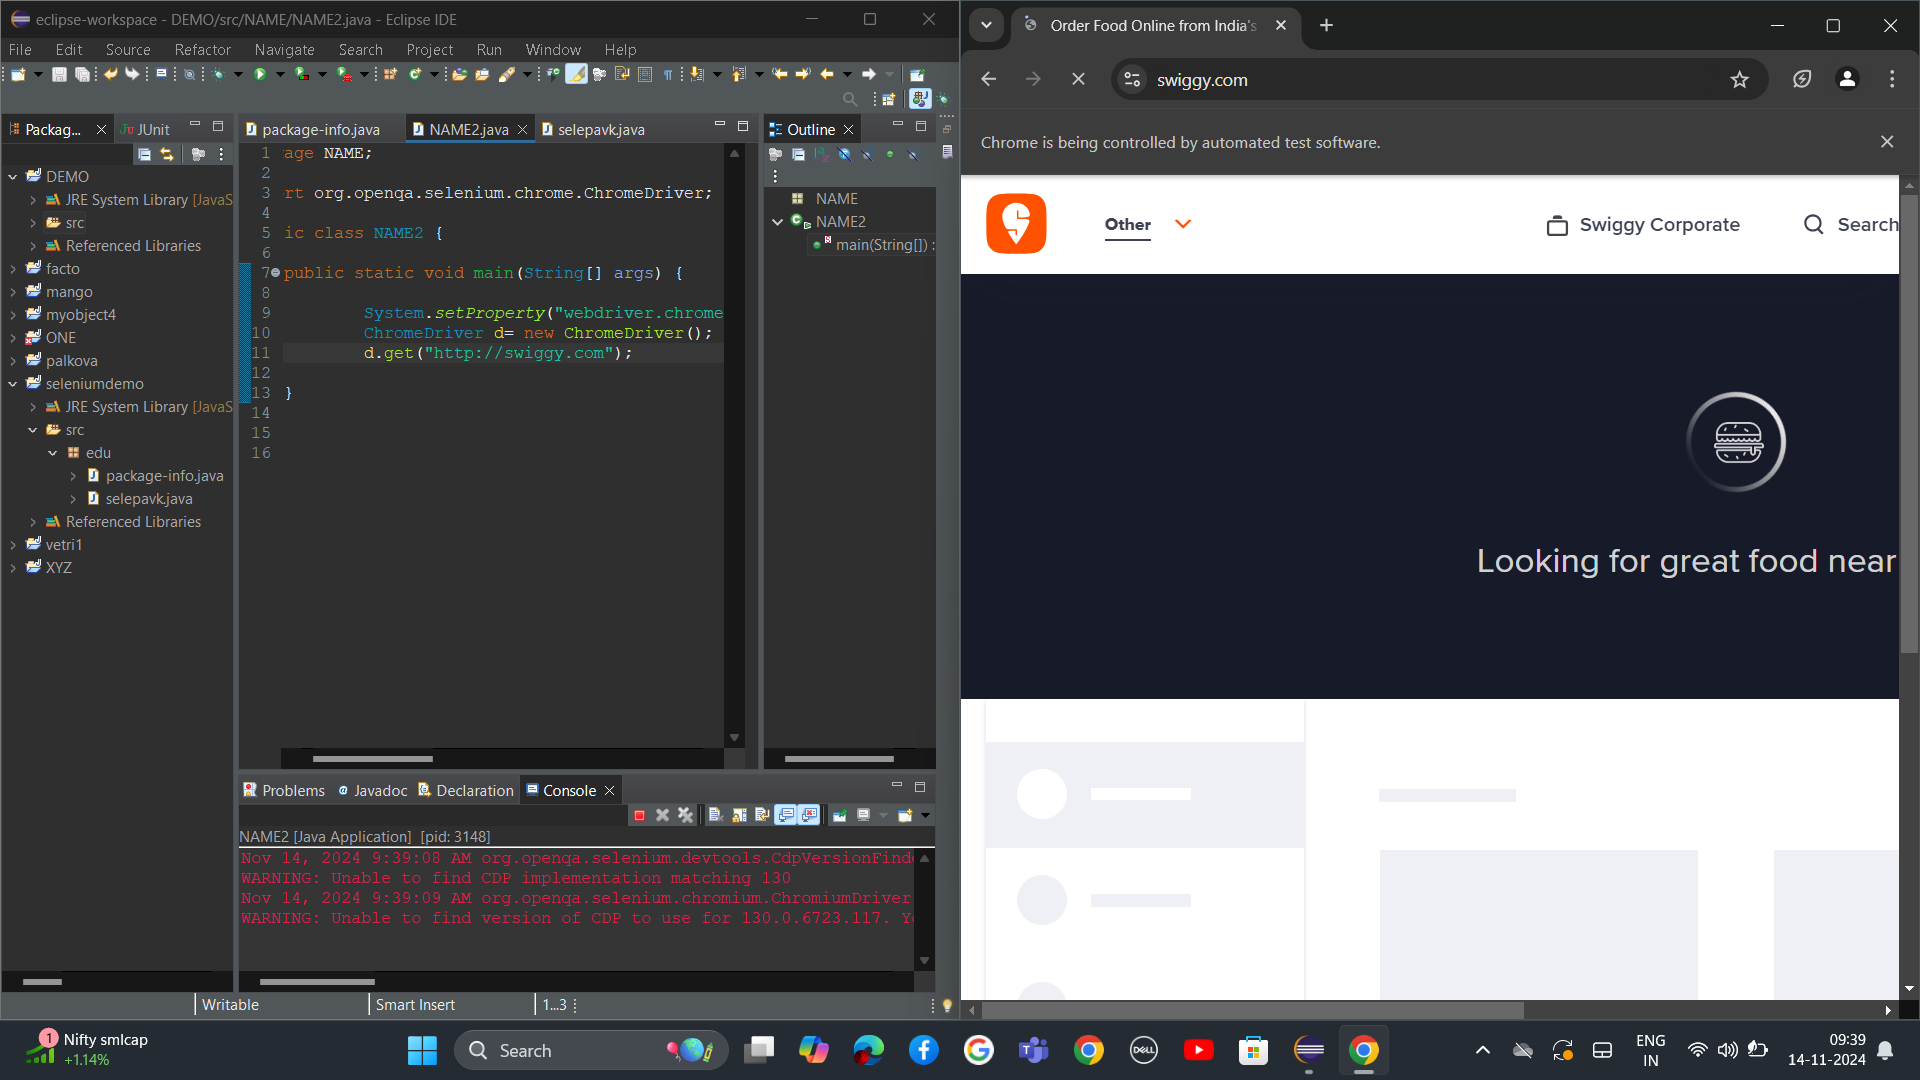 eclipse-workspace - DEMO/src/NAME/NAME2.java - Eclipse IDE
File Edit Source Refactor Navigate Search Project Run Window Help
Packag...
JUnit
DEMO
JRE System Library [JavaS
src
Referenced Libraries
facto
mango
myobject4
ONE
palkova
seleniumdemo
JRE System Library [JavaS
src
edu
package-info.java
selepavk.java
Referenced Libraries
vetri1
XYZ
package-info.java NAME2.java selepavk.java
1 age NAME;
2
3 rt org.openqa.selenium.chrome.ChromeDriver;
4
5 ic class NAME2 {
6
7 public static void main(String[] args) {
8
9 System.setProperty("webdriver.chrome
10 ChromeDriver d= new ChromeDriver();
11 d.get("http://swiggy.com");
12
13 }
14
15
16
Outline
NAME
NAME2
main(String[]) :
Problems Javadoc Declaration Console
NAME2 [Java Application] [pid: 3148]
Nov 14, 2024 9:39:08 AM org.openqa.selenium.devtools.CdpVersionFinde
WARNING: Unable to find CDP implementation matching 130
Nov 14, 2024 9:39:09 AM org.openqa.selenium.chromium.ChromiumDriver
WARNING: Unable to find version of CDP to use for 130.0.6723.117. Yo
Writable Smart Insert 1...3
Order Food Online from India's
swiggy.com
Chrome is being controlled by automated test software.
Other
Swiggy Corporate
Search
Looking for great food near
1
Nifty smlcap
+1.14%
Search
DELL
ENG
IN
09:39
14-11-2024